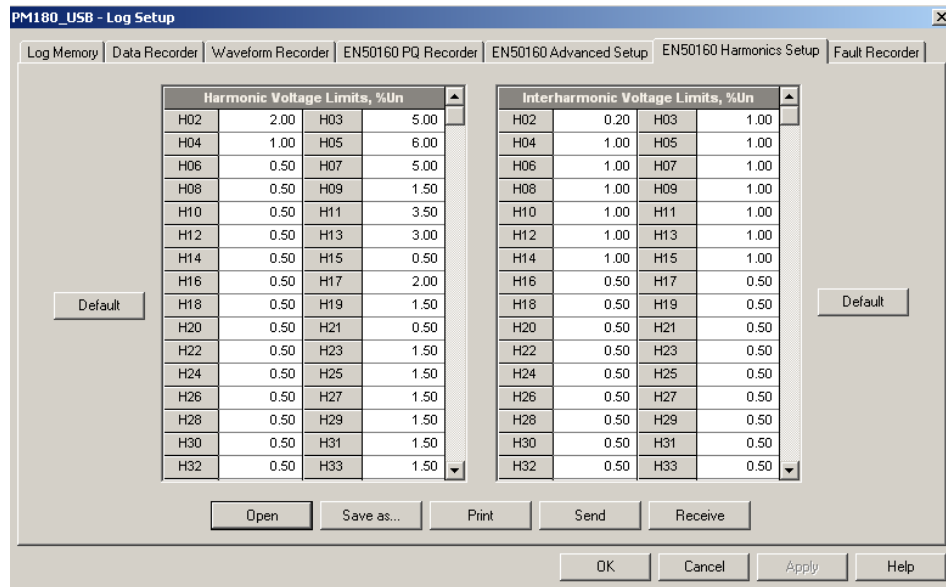 PM180_USB - Log Setup
Log Memory Data Recorder Waveform Recorder EN50160 PQ Recorder EN50160 Advanced Setup EN50160 Harmonics Setup Fault Recorder
Harmonic Voltage Limits, %Un Interharmonic Voltage Limits, %Un
H02 2.00 H03 5.00 H02 0.20 H03 1.00
H04 1.00 H05 6.00 H04 1.00 H05 1.00
H06 0.50 H07 5.00 H06 1.00 H07 1.00
H08 0.50 H09 1.50 H08 1.00 H09 1.00
H10 0.50 H11 3.50 H10 1.00 H11 1.00
H12 0.50 H13 3.00 H12 1.00 H13 1.00
H14 0.50 H15 0.50 H14 1.00 H15 1.00
H16 0.50 H17 2.00 H16 0.50 H17 0.50
Default H18 0.50 H19 1.50 H18 0.50 H19 0.50 Default
H20 0.50 H21 0.50 H20 0.50 H21 0.50
H22 0.50 H23 1.50 H22 0.50 H23 0.50
H24 0.50 H25 1.50 H24 0.50 H25 0.50
H26 0.50 H27 1.50 H26 0.50 H27 0.50
H28 0.50 H29 1.50 H28 0.50 H29 0.50
H30 0.50 H31 1.50 H30 0.50 H31 0.50
H32 0.50 H33 1.50 H32 0.50 H33 0.50
Open Save as... Print Send Receive
OK Cancel Apply Help